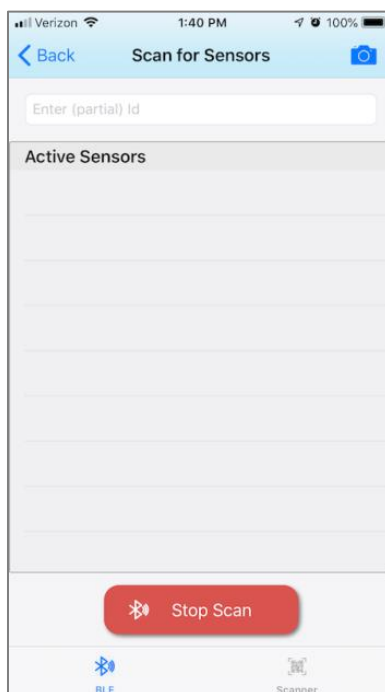 Verizon 1:40 PM 100%
Back Scan for Sensors
Enter (partial) Id
Active Sensors
Stop Scan
BLE Scanner